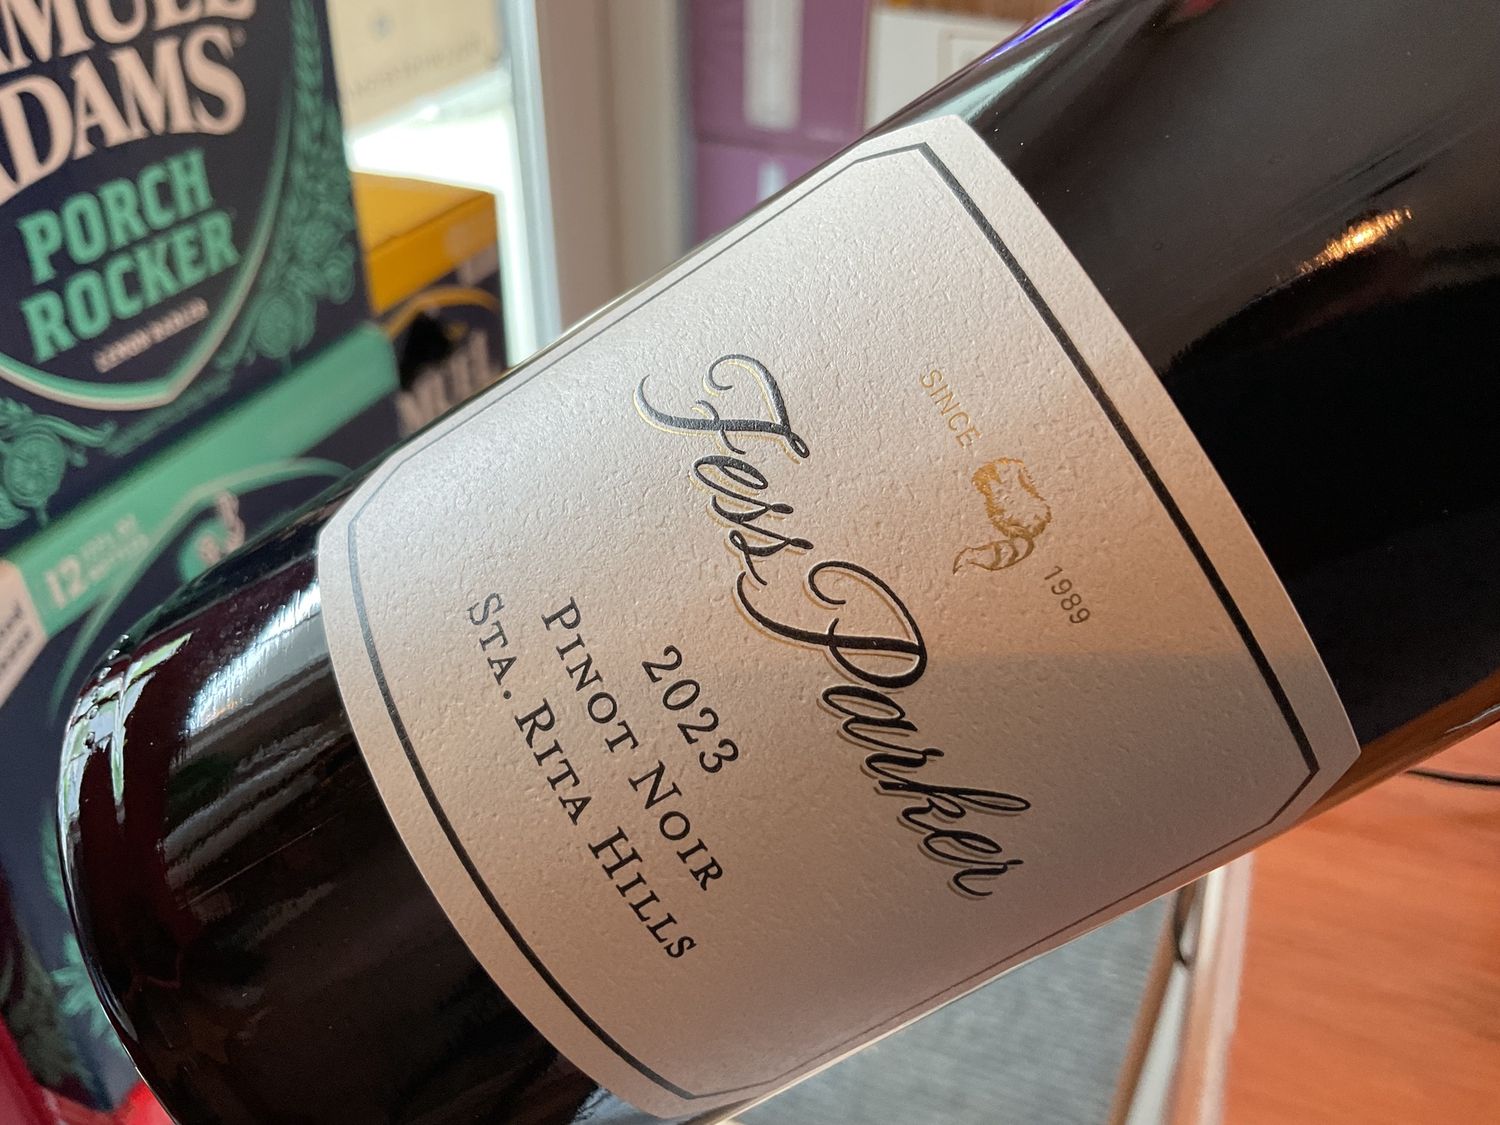 SINCE 1989
Fess Parker
2023
PINOT NOIR
STA. RITA HILLS
ADAMS
PORCH
ROCKER
12